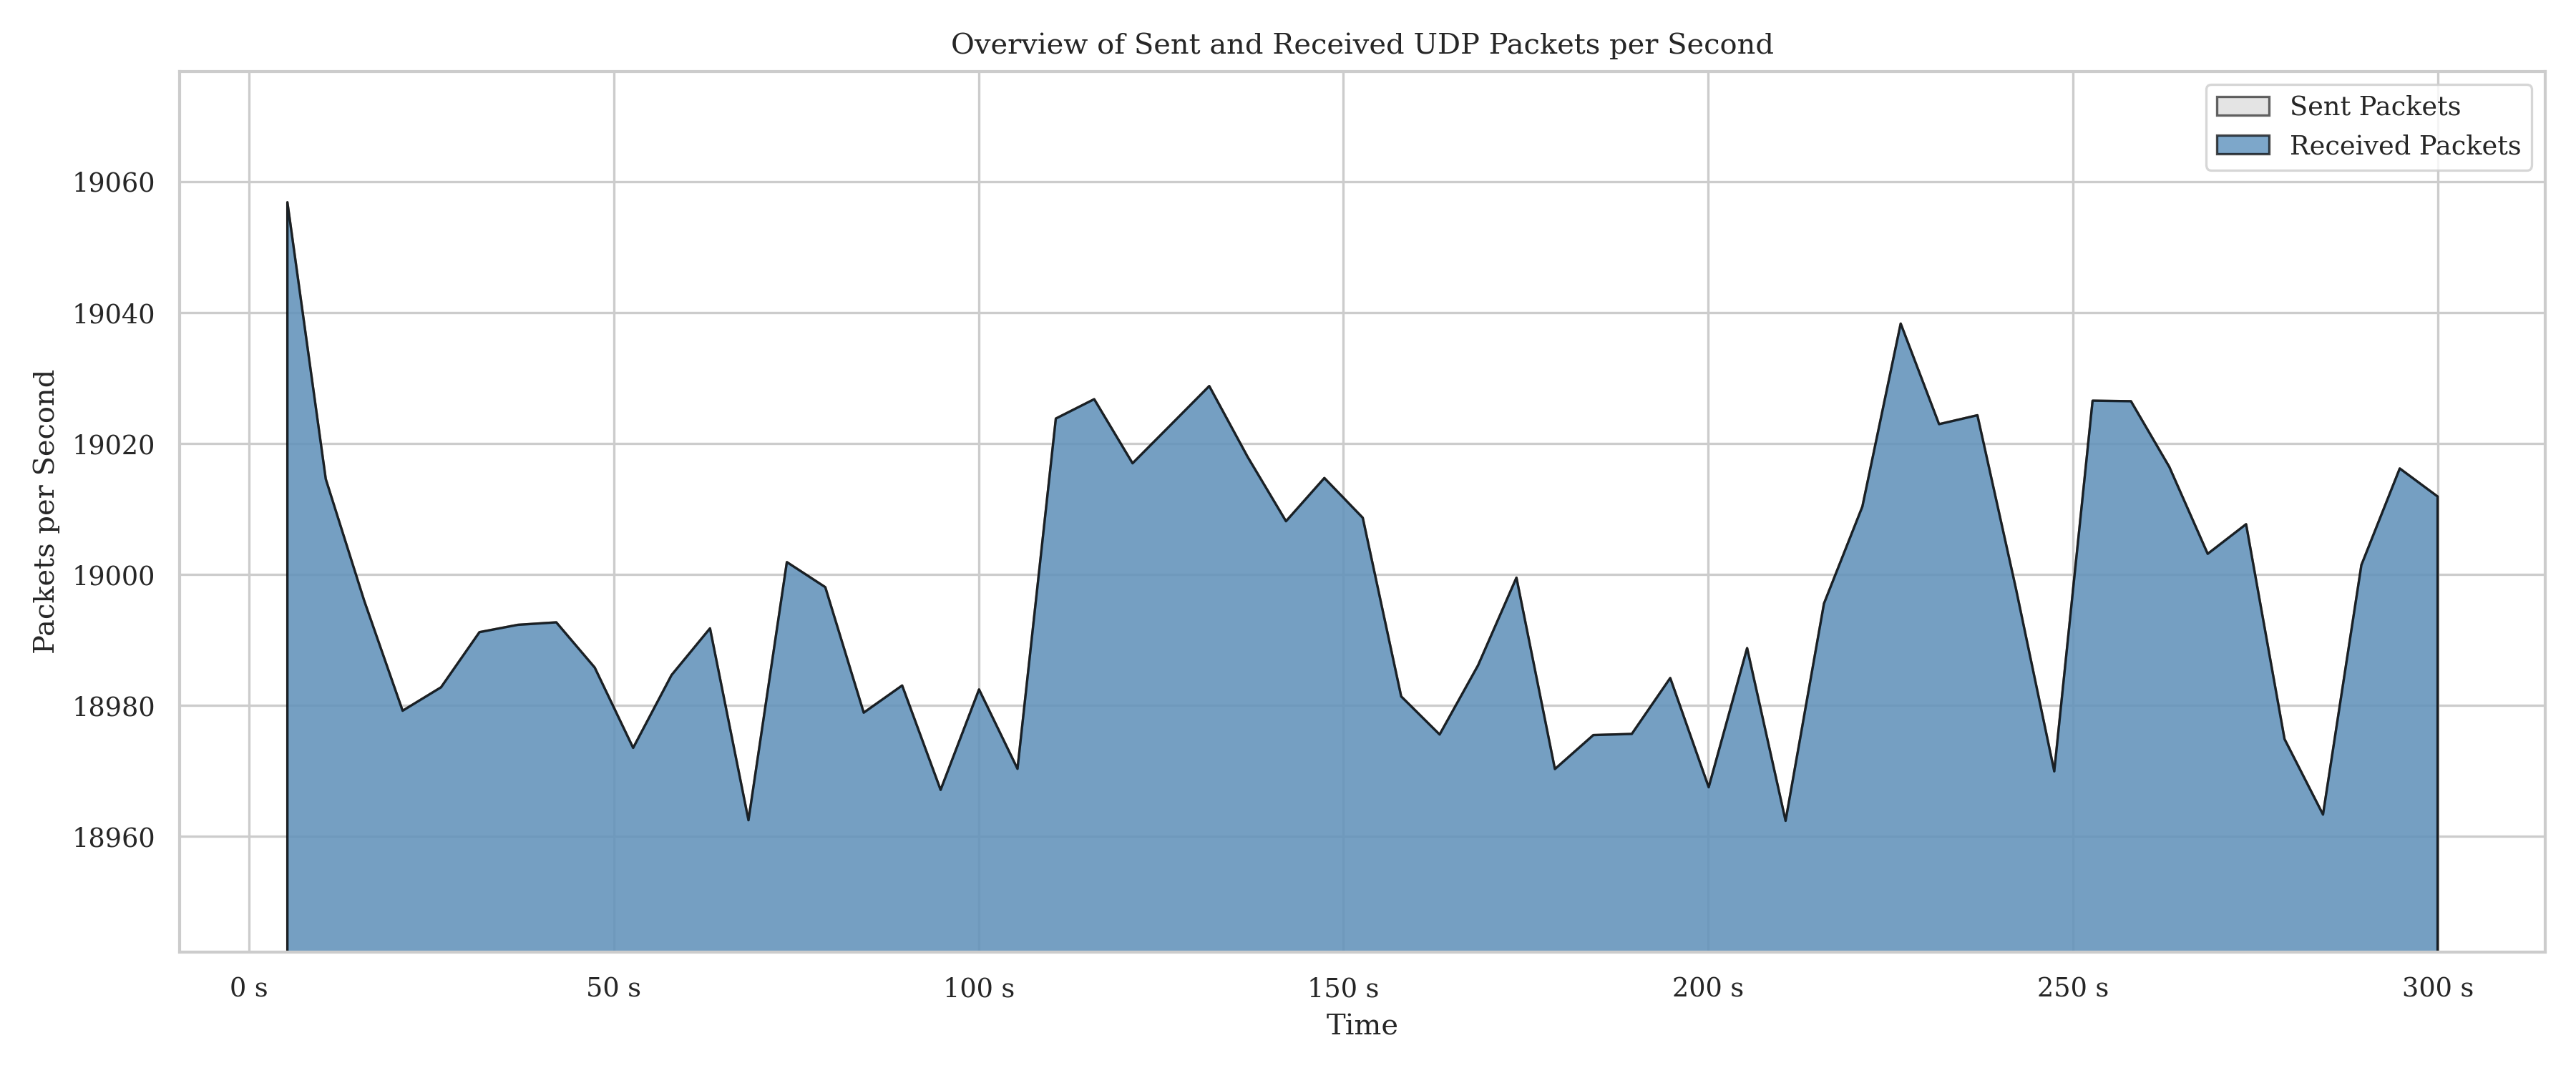 Overview of Sent and Received UDP Packets per Second
Sent Packets
Received Packets
Packets per Second
19060
19040
19020
19000
18980
18960
0 s 50 s 100 s 150 s 200 s 250 s 300 s
Time